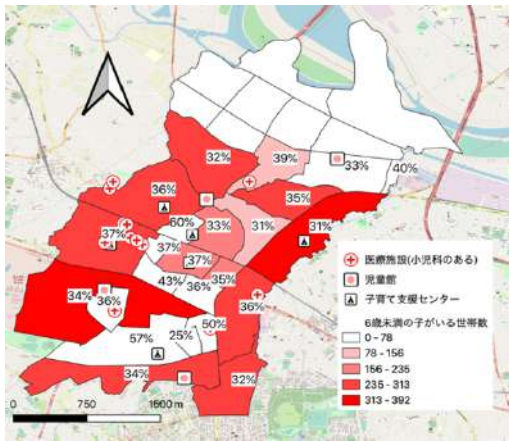 39%
32%
33%
40%
36%
35%
60%
33%
31%
31%
37%
37%
37%
43%
36%
35%
34%
36%
36%
50%
57%
25%
34%
32%
医療施設(小児科のある)
児童館
子育て支援センター
6歳未満の子がいる世帯数
0 - 78
78 - 156
156 - 235
235 - 313
313 - 392
0 750 1500 m